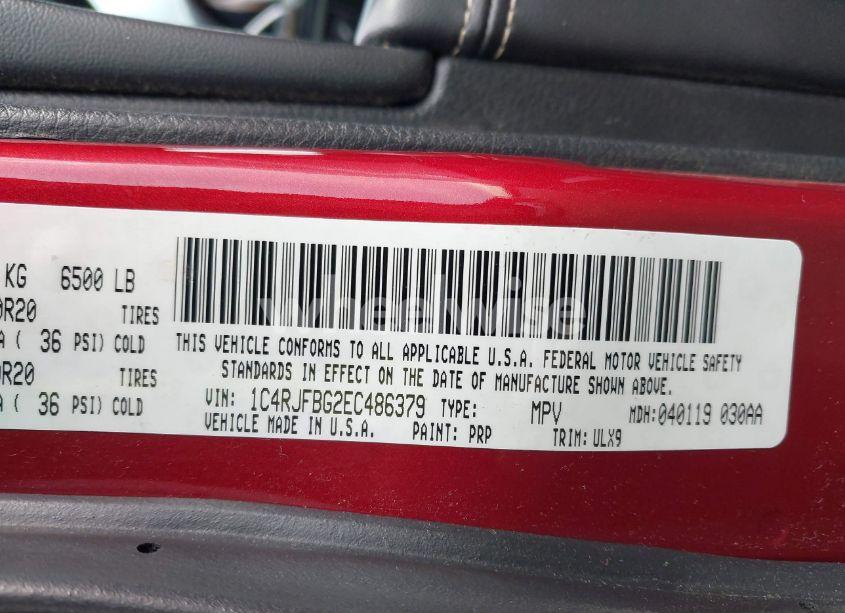 KG 6500 LB
R20 TIRES
A ( 36 PSI) COLD
R20 TIRES
A ( 36 PSI) COLD
wheelwise
THIS VEHICLE CONFORMS TO ALL APPLICABLE U.S.A. FEDERAL MOTOR VEHICLE SAFETY
STANDARDS IN EFFECT ON THE DATE OF MANUFACTURE SHOWN ABOVE.
VIN: 1C4RJFBG2EC486379 TYPE: MPV MDH: 040119 030AA
VEHICLE MADE IN U.S.A. PAINT: PRP TRIM: ULX9